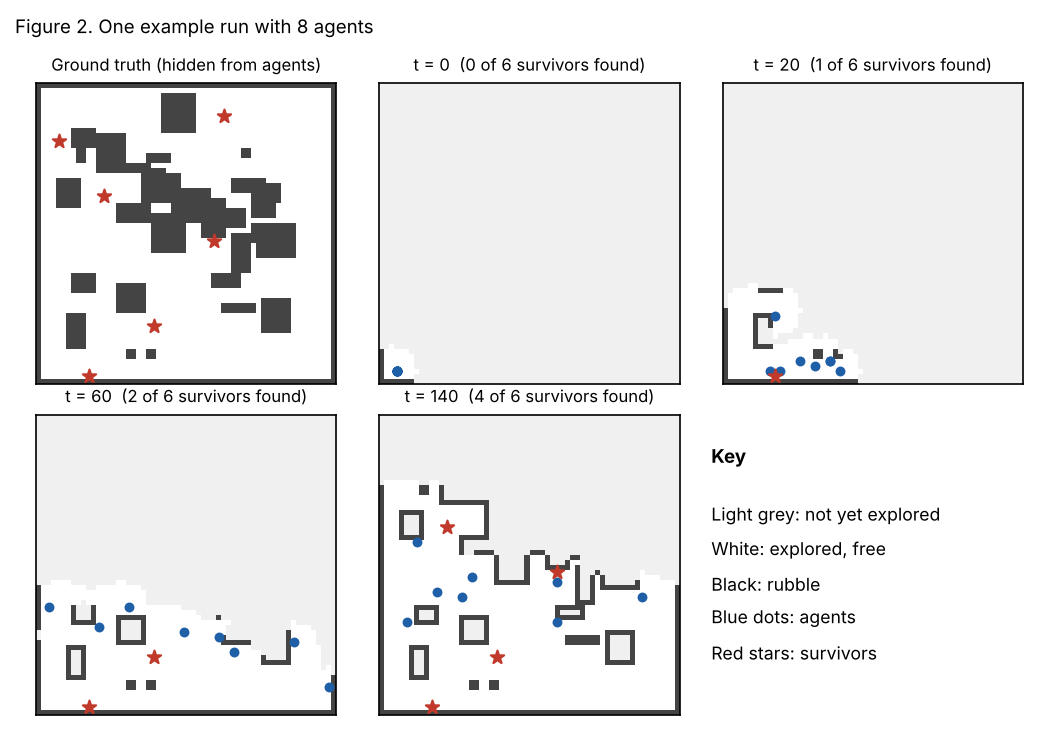 Figure 2. One example run with 8 agents
Ground truth (hidden from agents)
t = 0  (0 of 6 survivors found)
t = 20  (1 of 6 survivors found)
t = 60  (2 of 6 survivors found)
t = 140  (4 of 6 survivors found)
Key
Light grey: not yet explored
White: explored, free
Black: rubble
Blue dots: agents
Red stars: survivors